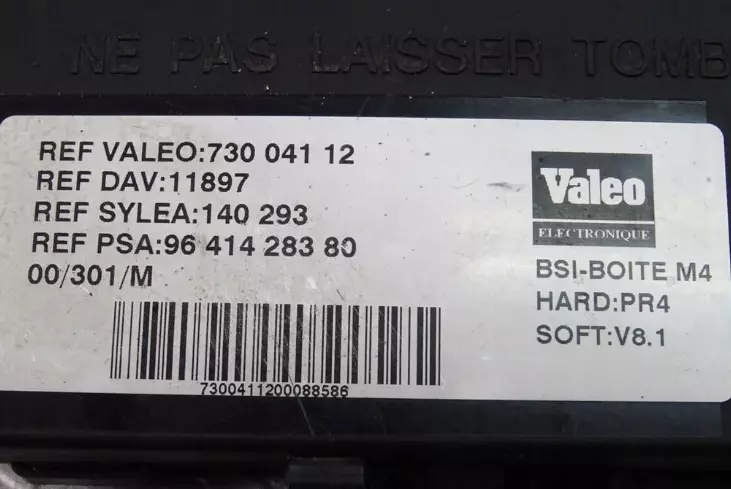 NE PAS LAISSER TOMB
REF VALEO:730 041 12
REF DAV:11897
REF SYLEA:140 293
REF PSA:96 414 283 80
00/301/M
7300411200088586
Valeo
ELECTRONIQUE
BSI-BOITE M4
HARD:PR4
SOFT:V8.1